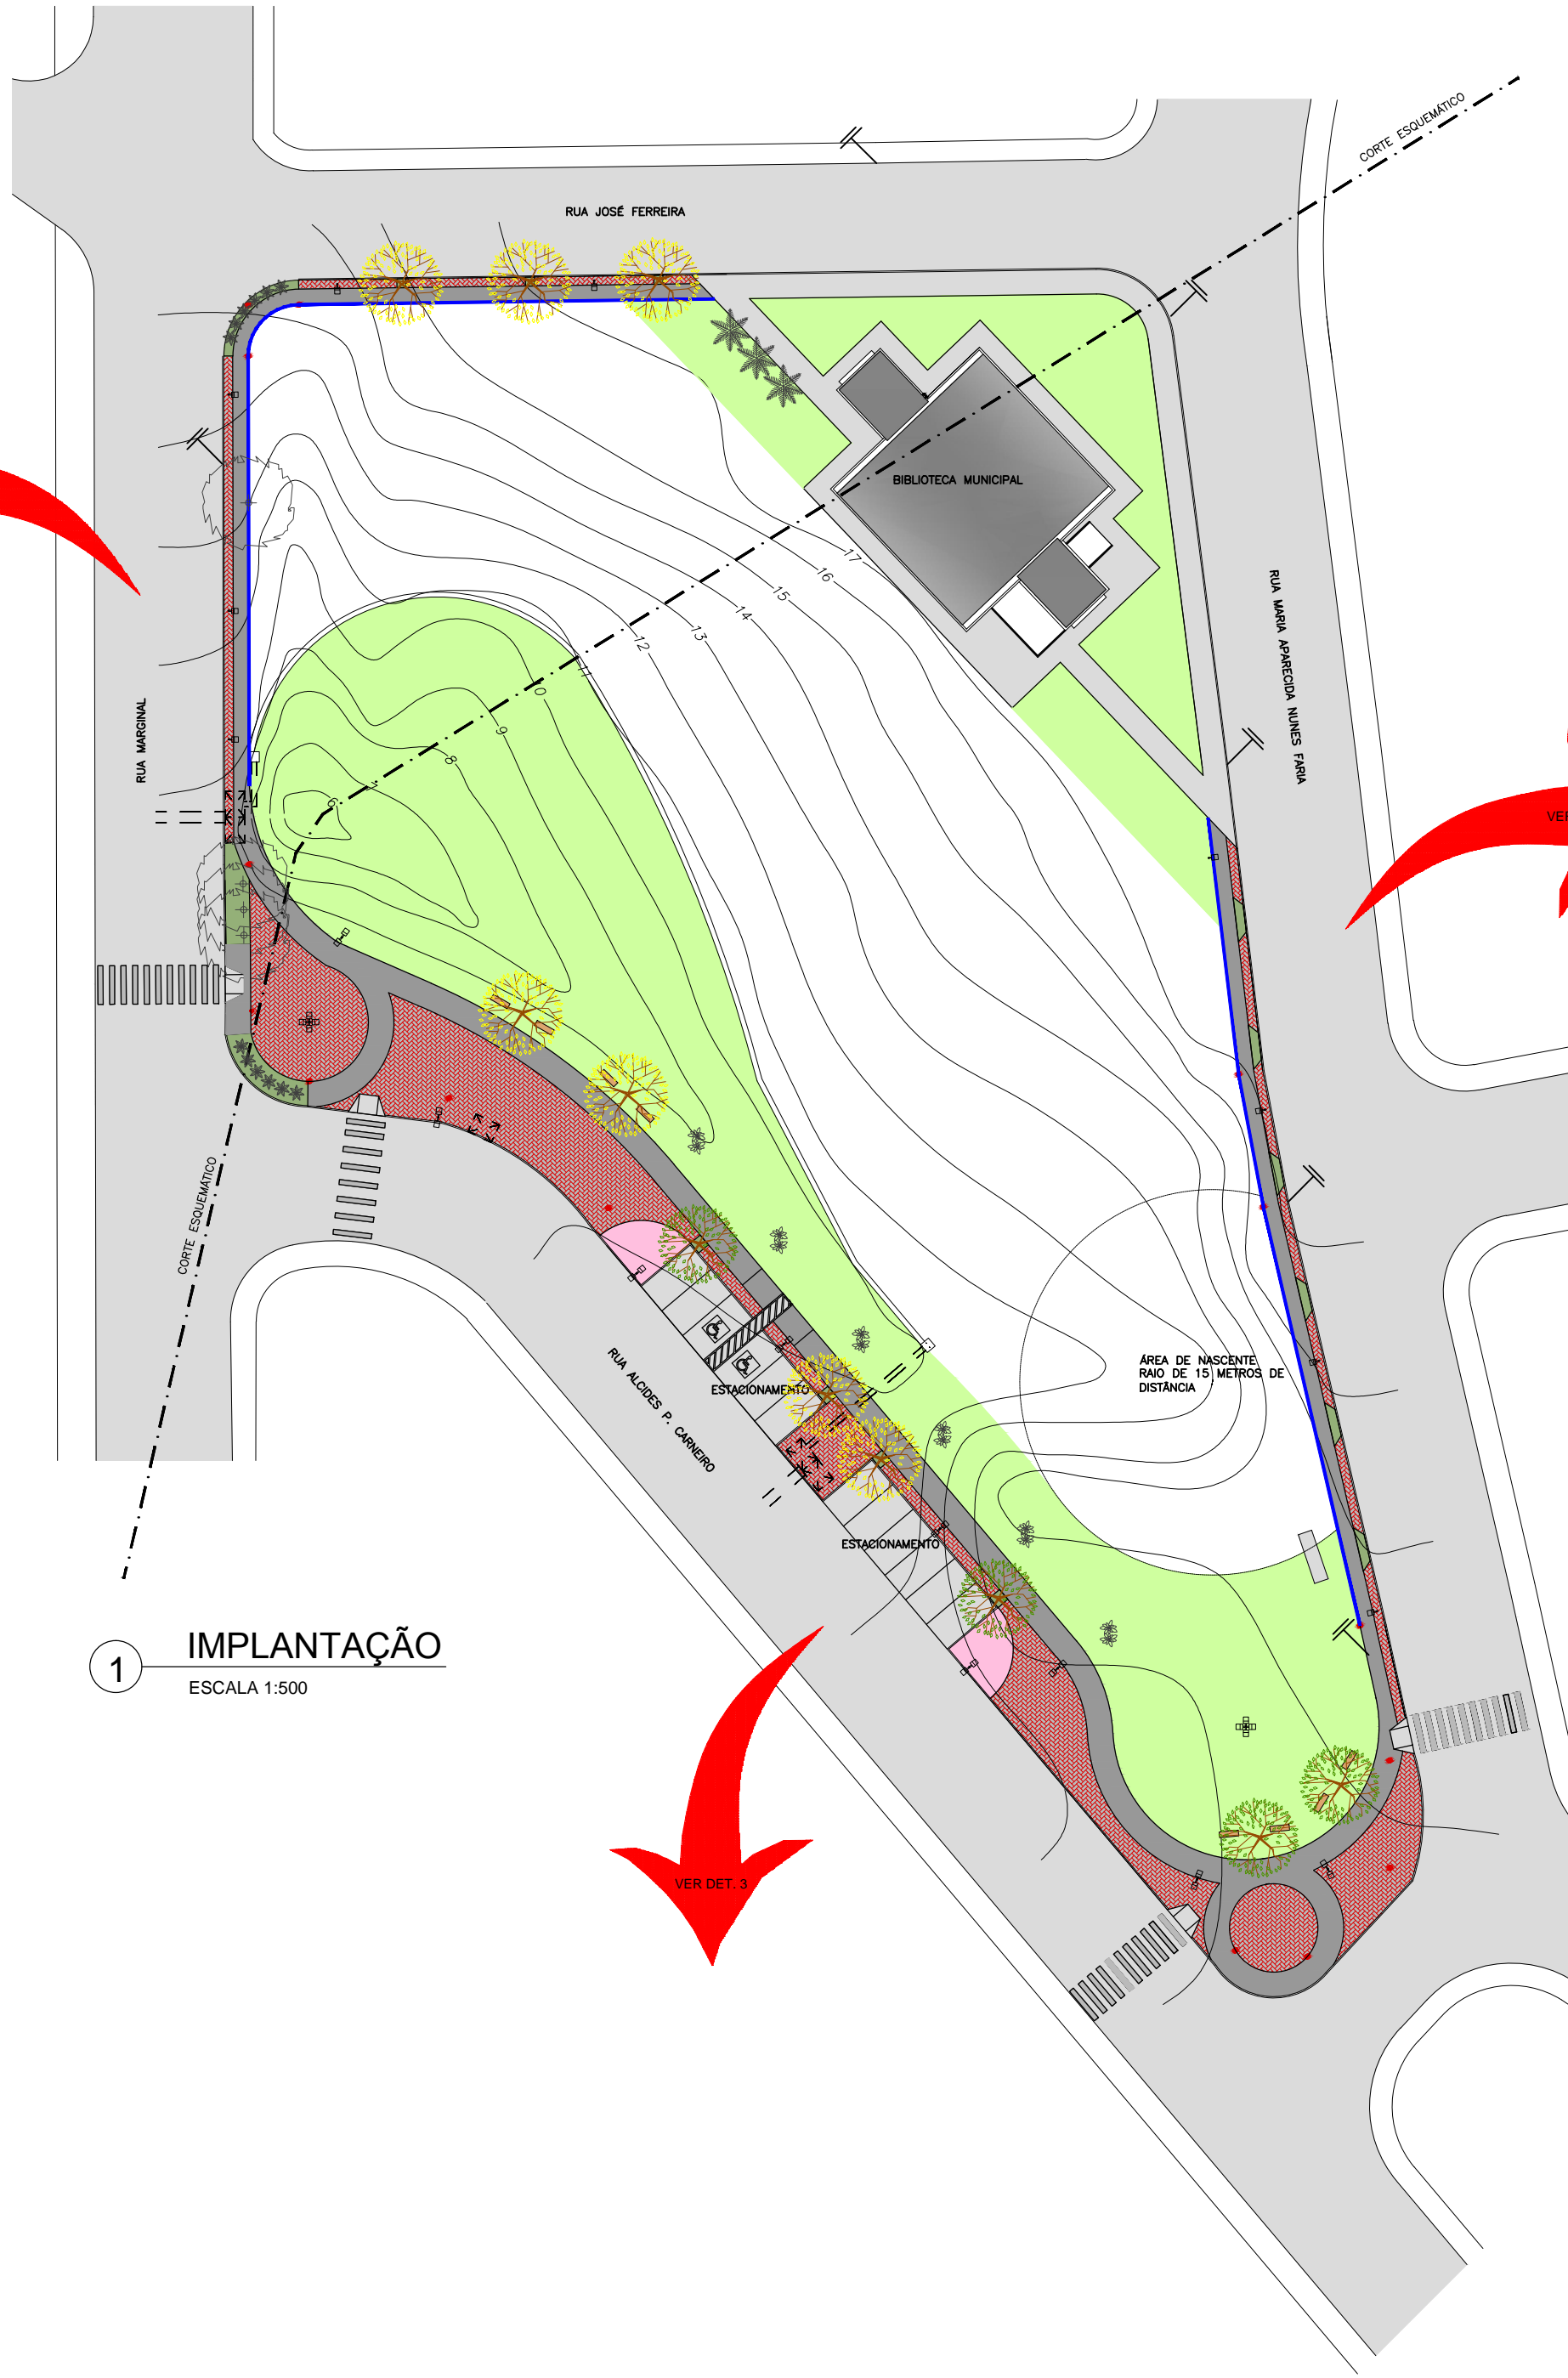 CORTE ESQUEMÁTICO
RUA JOSÉ FERREIRA
BIBLIOTECA MUNICIPAL
17
16
15
14
13
12
11
10
9
8
7
6
RUA MARIA APARECIDA NUNES FARIA
RUA MARGINAL
VER
CORTE ESQUEMÁTICO
RUA ALCIDES P. CARNEIRO
ESTACIONAMENTO
ÁREA DE NASCENTE
RAIO DE 15 METROS DE
DISTÂNCIA
ESTACIONAMENTO
1
IMPLANTAÇÃO
ESCALA 1:500
VER DET. 3